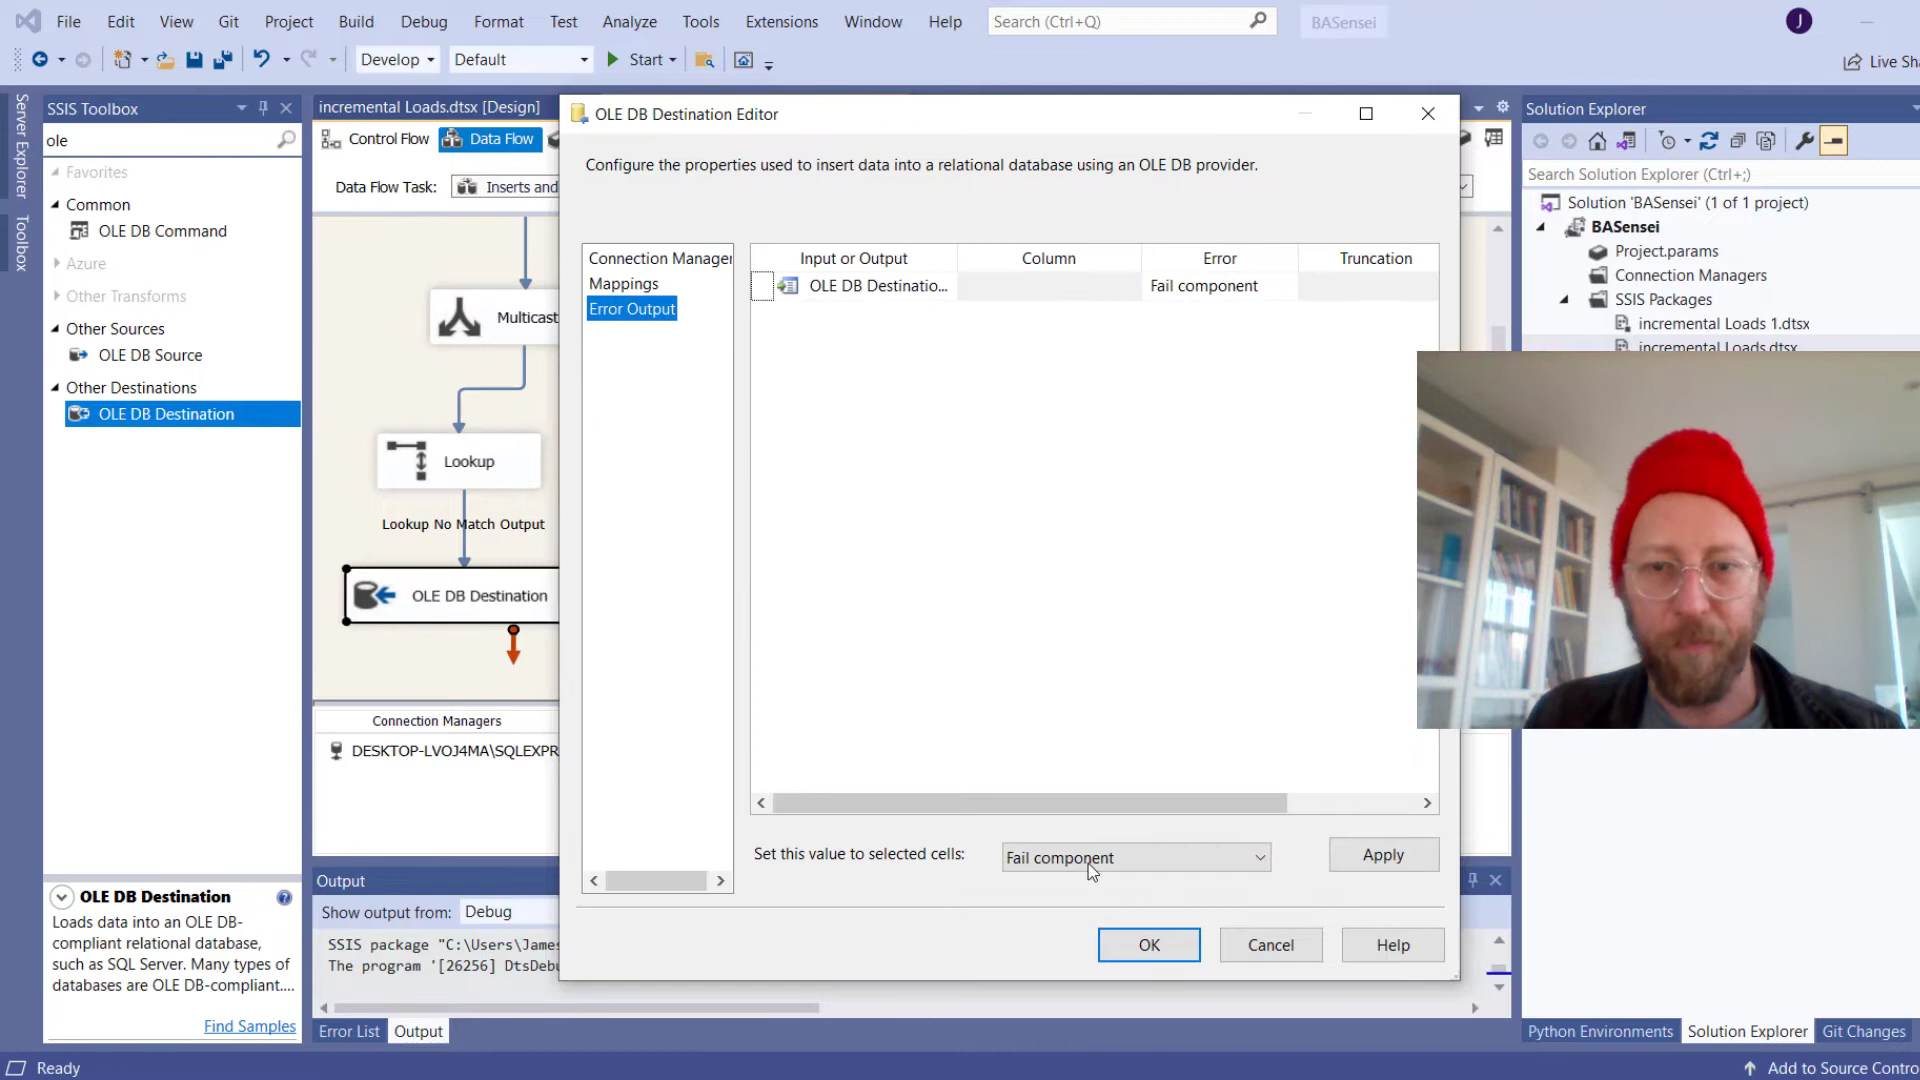 File Edit View Git Project Build Debug Format Test Analyze Tools Extensions Window Help Search (Ctrl+Q) BASensei J
Develop Default Start Live Sha
Server Explorer
Toolbox
SSIS Toolbox
ole
Favorites
Common
OLE DB Command
Azure
Other Transforms
Other Sources
OLE DB Source
Other Destinations
OLE DB Destination
OLE DB Destination
Loads data into an OLE DB-
compliant relational database,
such as SQL Server. Many types of
databases are OLE DB-compliant....
Find Samples
incremental Loads.dtsx [Design]
Control Flow Data Flow
Data Flow Task: Inserts and
Multicast
Lookup
Lookup No Match Output
OLE DB Destination
Connection Managers
DESKTOP-LVOJ4MA\SQLEXPR
Output
Show output from: Debug
SSIS package "C:\Users\James
The program '[26256] DtsDebu
Error List Output
OLE DB Destination Editor
Configure the properties used to insert data into a relational database using an OLE DB provider.
Connection Manager
Mappings
Error Output
Input or Output Column Error Truncation
OLE DB Destinatio... Fail component
Set this value to selected cells: Fail component Apply
OK Cancel Help
Solution Explorer
Search Solution Explorer (Ctrl+;)
Solution 'BASensei' (1 of 1 project)
BASensei
Project.params
Connection Managers
SSIS Packages
incremental Loads 1.dtsx
incremental Loads.dtsx
Python Environments Solution Explorer Git Changes
Ready Add to Source Contro